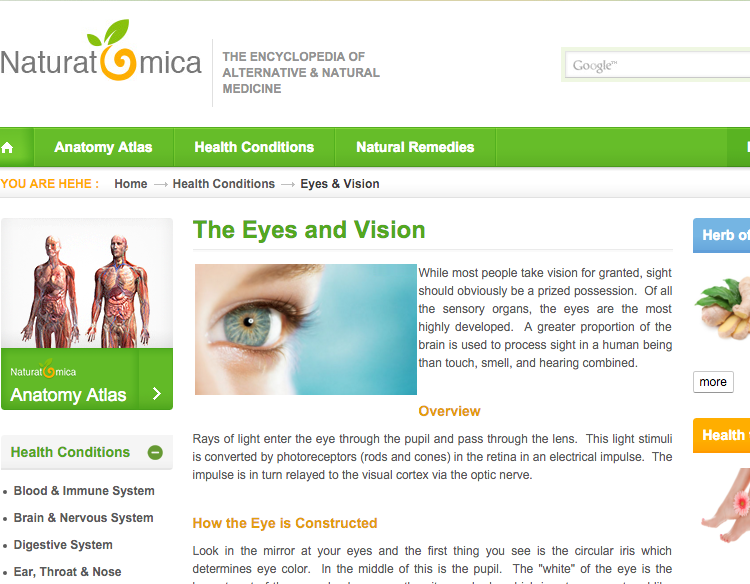 Naturatomica
THE ENCYCLOPEDIA OF
ALTERNATIVE & NATURAL
MEDICINE
Google™
Anatomy Atlas
Health Conditions
Natural Remedies
YOU ARE HEHE :
Home → Health Conditions → Eyes & Vision
The Eyes and Vision
While most people take vision for granted, sight
should obviously be a prized possession. Of all
the sensory organs, the eyes are the most
highly developed. A greater proportion of the
brain is used to process sight in a human being
than touch, smell, and hearing combined.
Overview
Rays of light enter the eye through the pupil and pass through the lens. This light stimuli
is converted by photoreceptors (rods and cones) in the retina in an electrical impulse. The
impulse is in turn relayed to the visual cortex via the optic nerve.
How the Eye is Constructed
Look in the mirror at your eyes and the first thing you see is the circular iris which
determines eye color. In the middle of this is the pupil. The "white" of the eye is the
Naturatomica
Anatomy Atlas
Health Conditions
Blood & Immune System
Brain & Nervous System
Digestive System
Ear, Throat & Nose
Herb of
more
Health